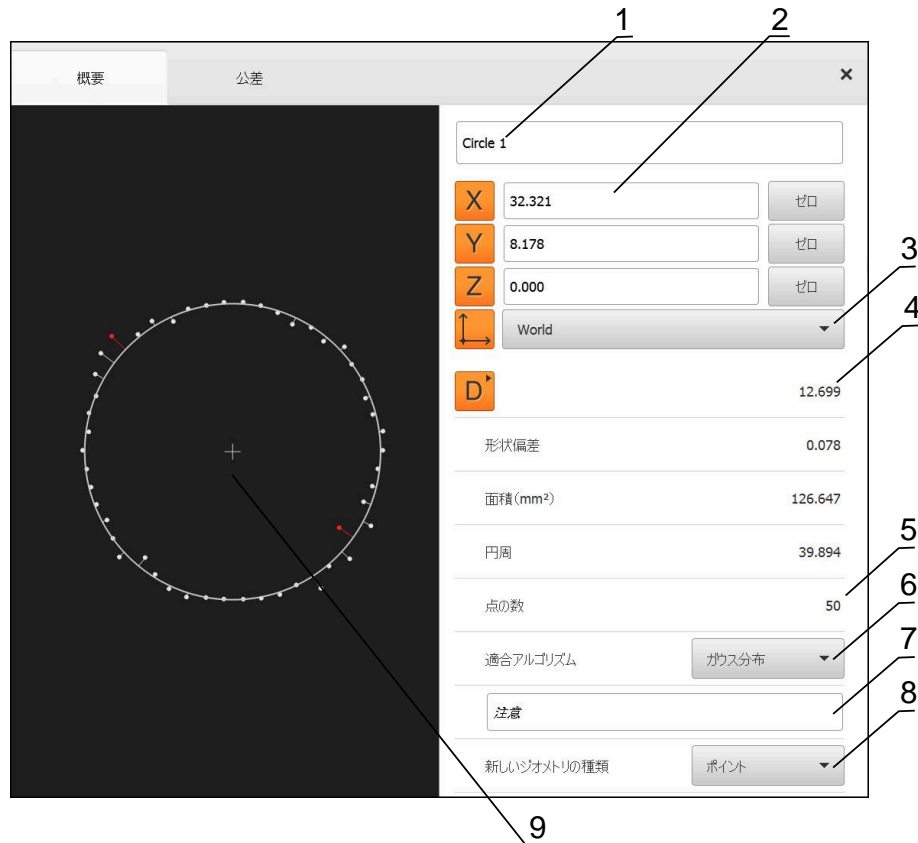 1
2
概要
公差
×
Circle 1
X
32.321
ゼロ
Y
8.178
ゼロ
3
Z
0.000
ゼロ
World
4
D
12.699
形状偏差
0.078
面積(mm²)
126.647
5
円周
39.894
点の数
50
6
適合アルゴリズム
ガウス分布
7
注意
8
新しいジオメトリの種類
ポイント
9